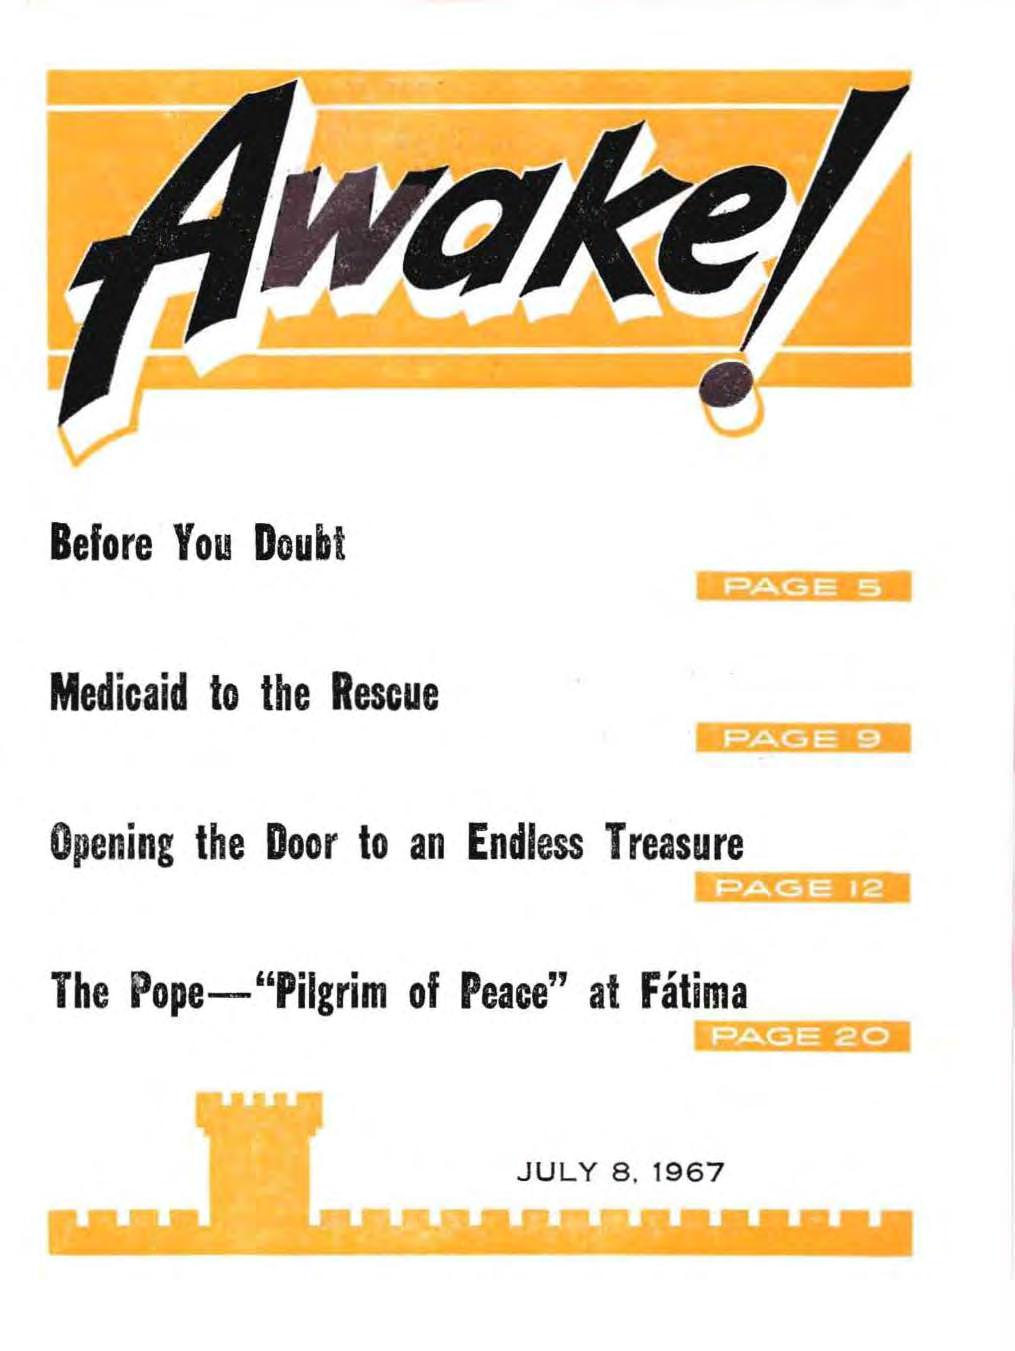 Awake!
Before You Doubt
PAGE 5
Medicaid to the Rescue
PAGE 9
Opening the Door to an Endless Treasure
PAGE 12
The Pope—“Pilgrim of Peace” at Fátima
PAGE 20
JULY 8, 1967